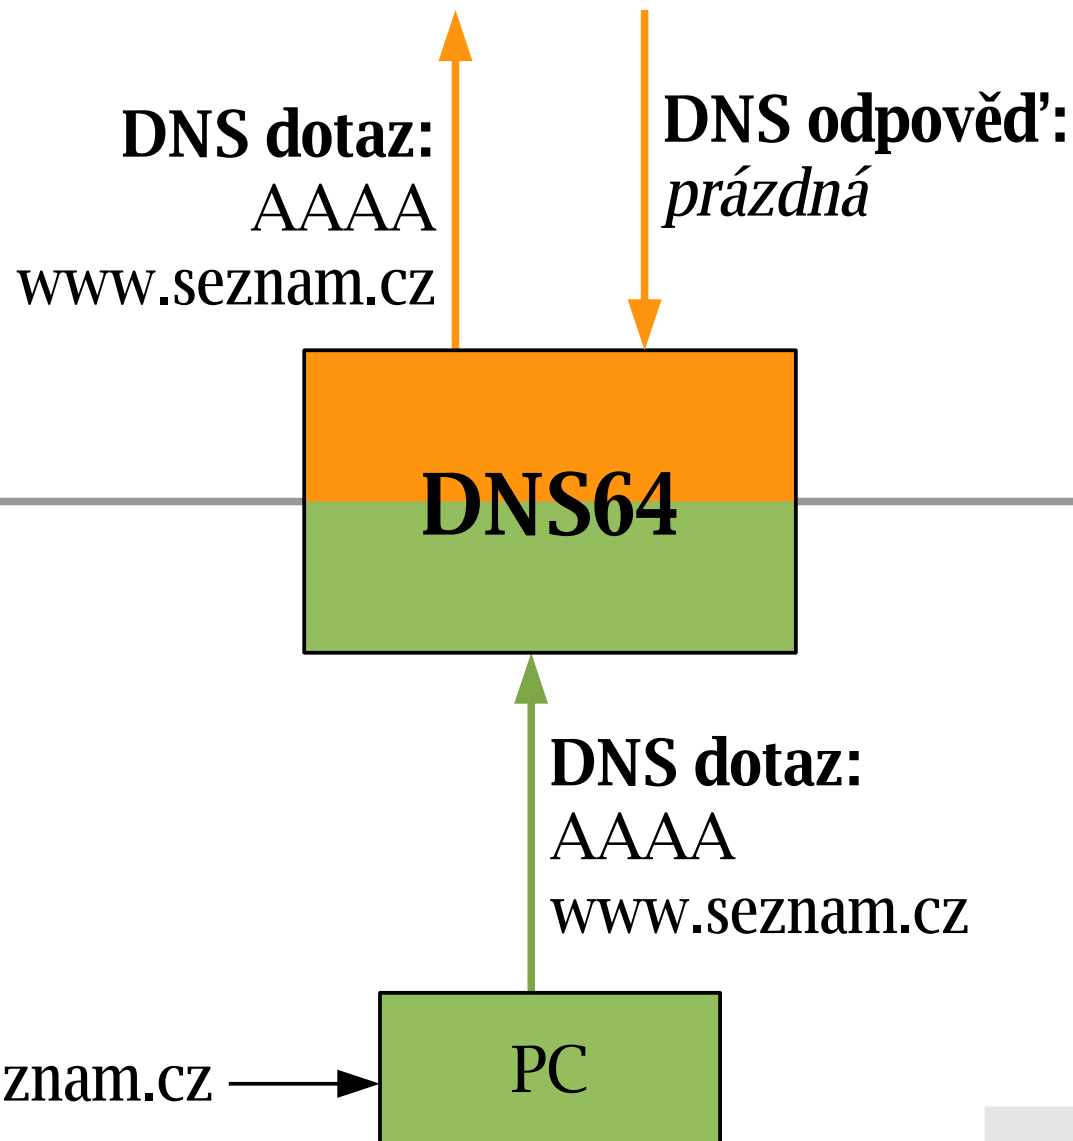 DNS dotaz:
AAAA
www.seznam.cz
DNS odpověď:
prázdná
DNS64
DNS dotaz:
AAAA
www.seznam.cz
PC
znam.cz